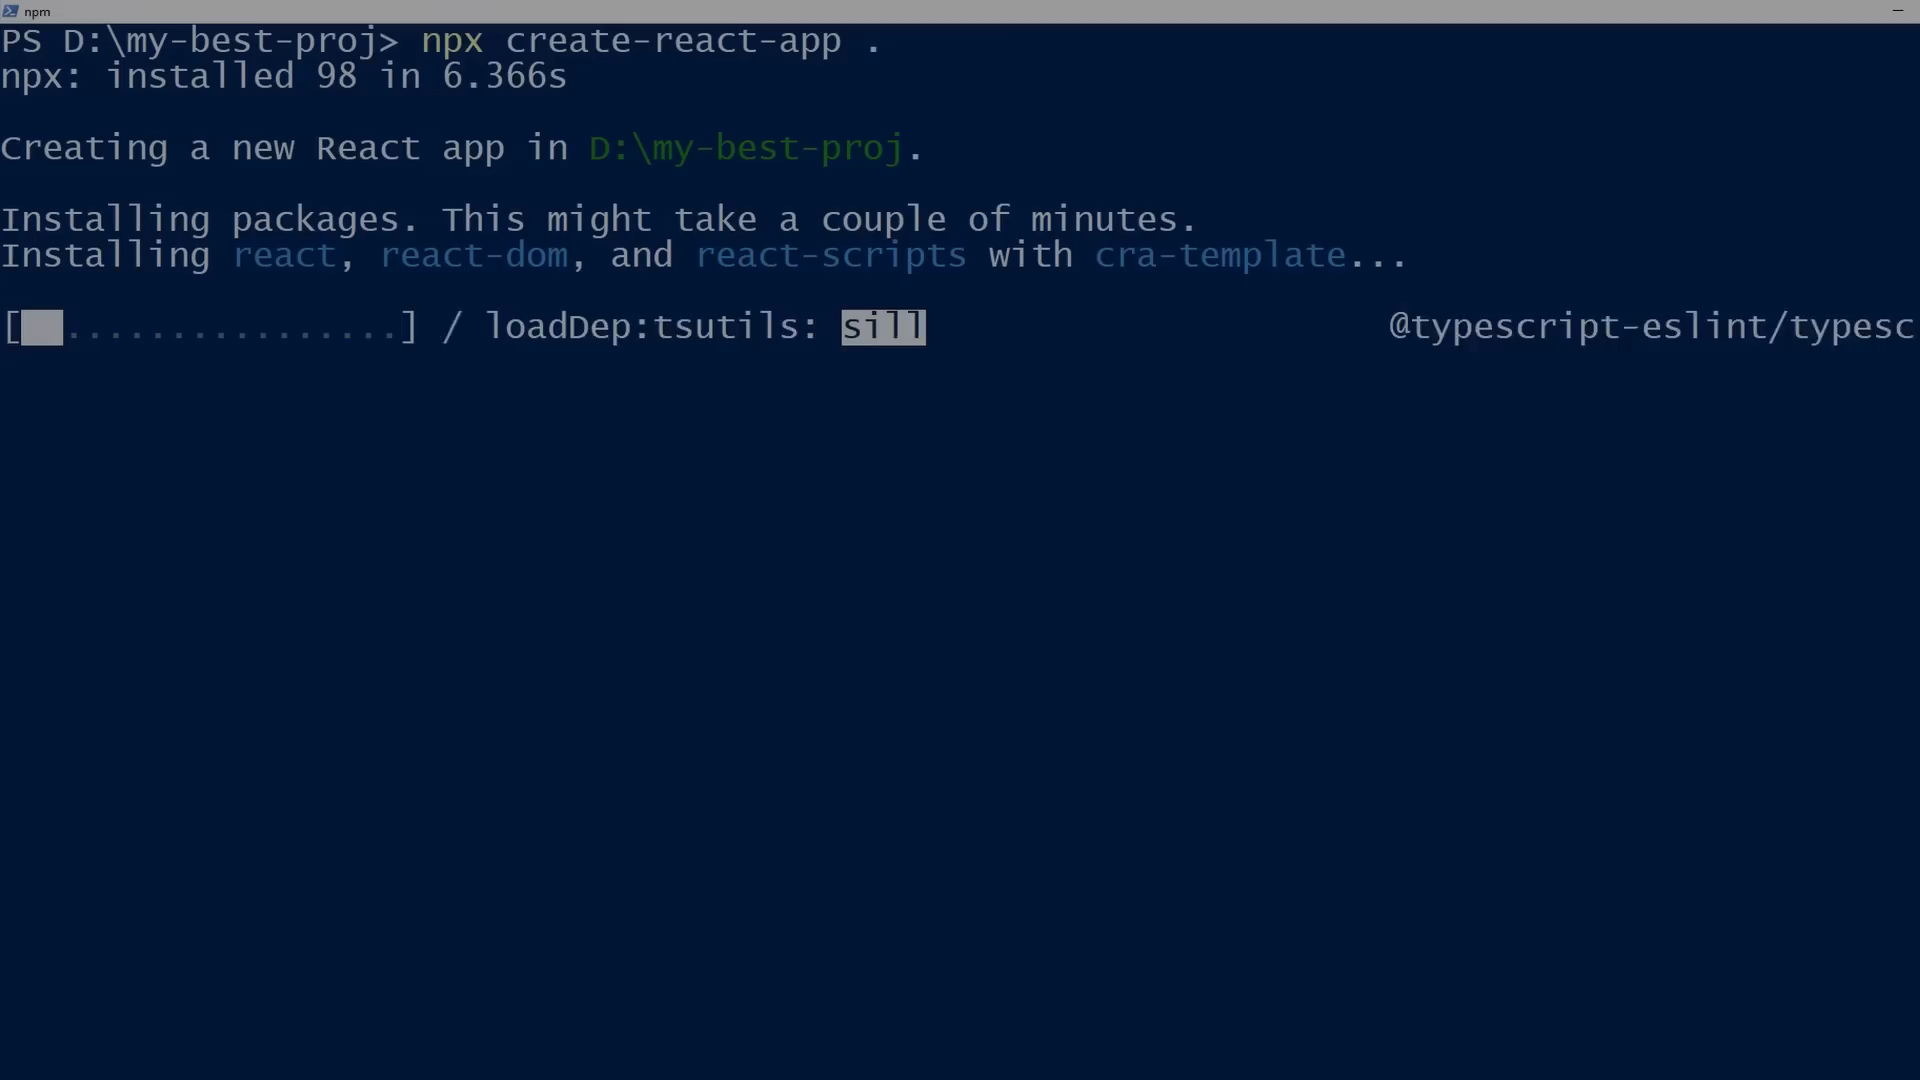 npm
PS D:\my-best-proj> npx create-react-app .
npx: installed 98 in 6.366s
Creating a new React app in D:\my-best-proj.
Installing packages. This might take a couple of minutes.
Installing react, react-dom, and react-scripts with cra-template...
[................] / loadDep:tsutils: sill @typescript-eslint/typesc